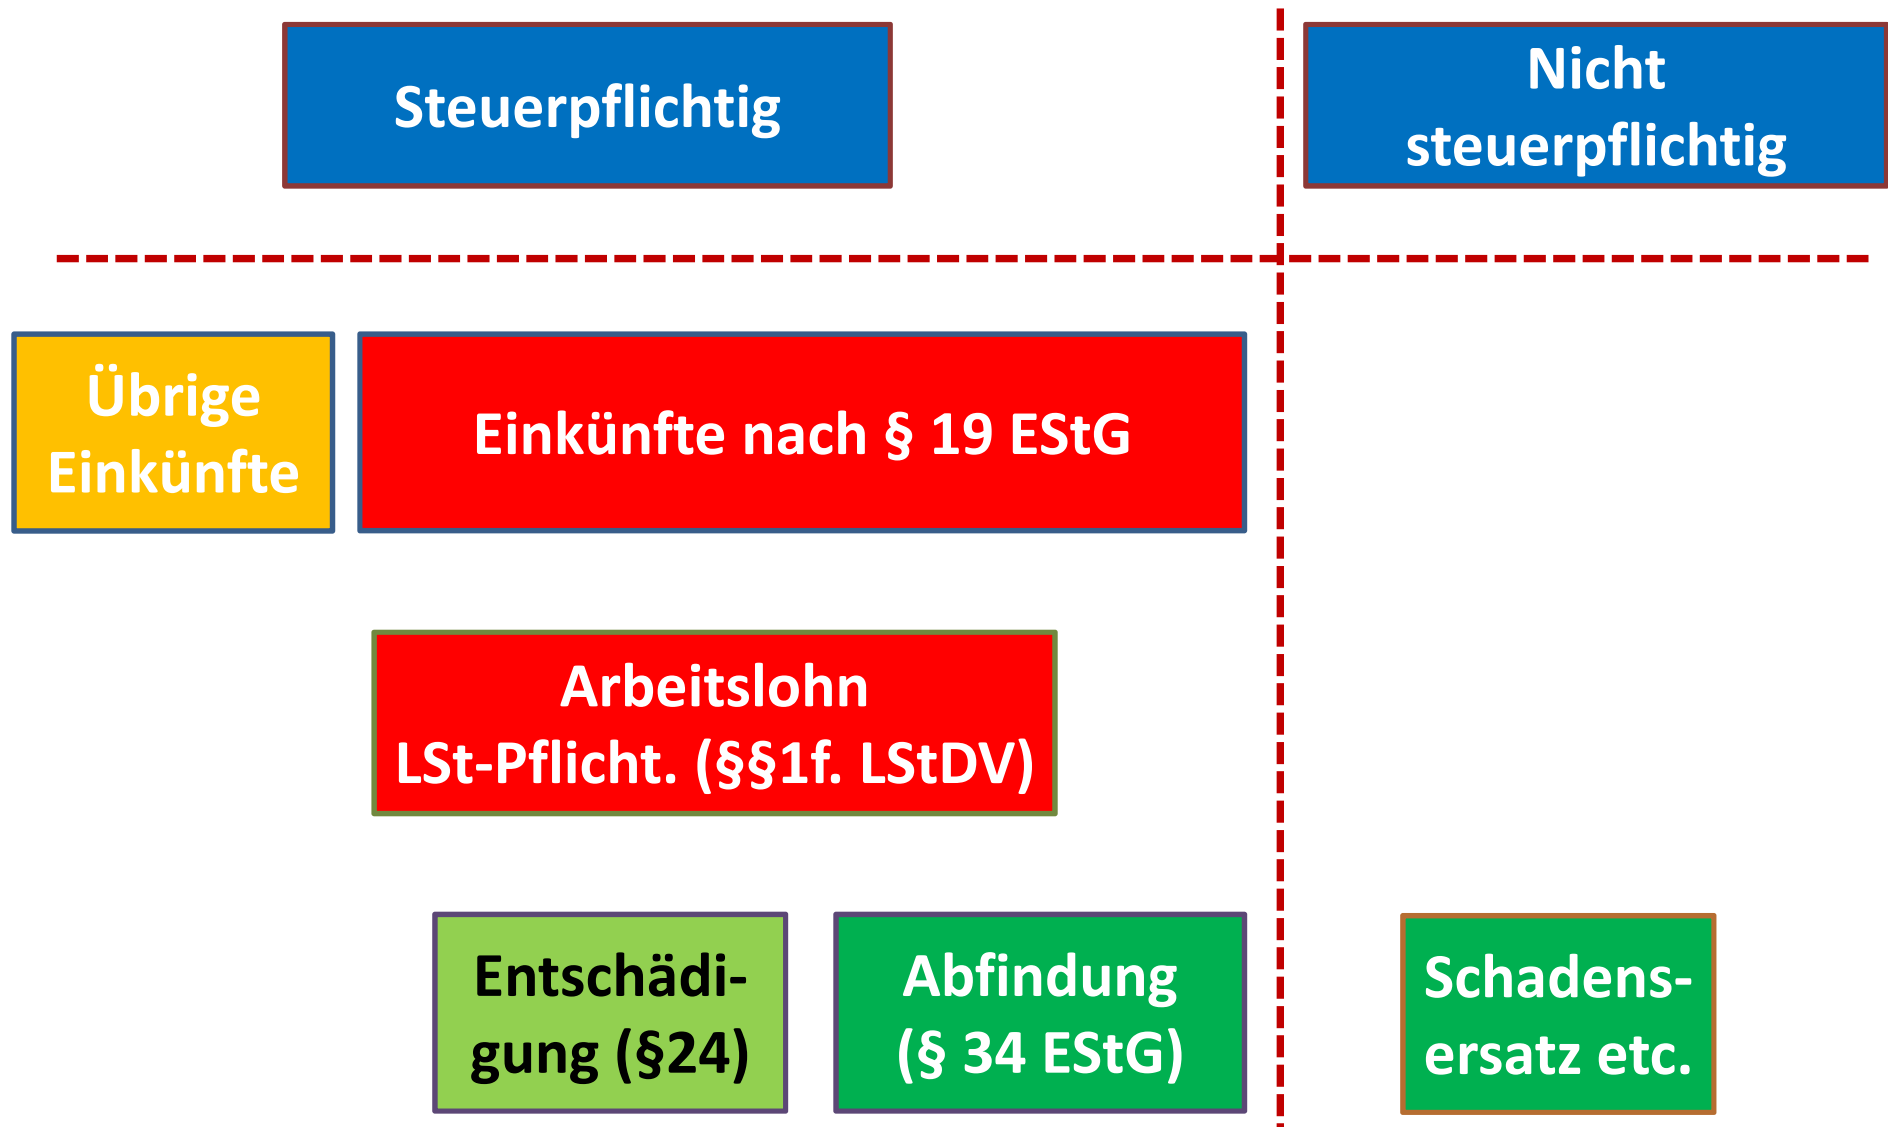 Steuerpflichtig
Nicht
steuerpflichtig
Übrige
Einkünfte
Einkünfte nach § 19 EStG
Arbeitslohn
LSt-Pflicht. (§§1f. LStDV)
Entschädi-
gung (§24)
Abfindung
(§ 34 EStG)
Schadens-
ersatz etc.